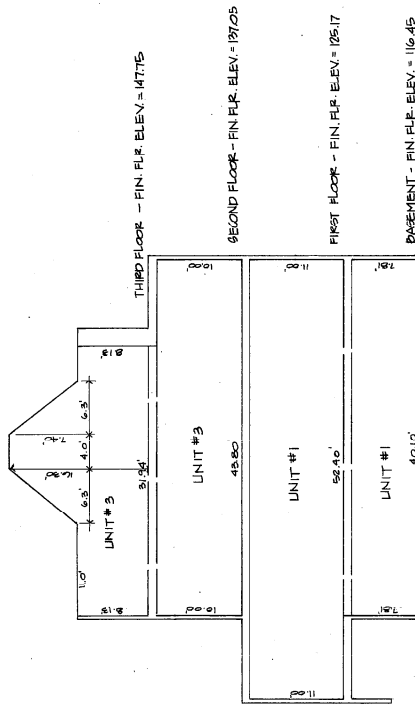 16.30'
6.3'
4.0'
6.3'
11.0'
8.13'
8.13'
UNIT #3
31.94'
THIRD FLOOR - FIN. FLR. ELEV. = 147.75
10.00'
UNIT #3
10.00'
43.80
SECOND FLOOR - FIN. FLR. ELEV. = 137.05
11.00'
UNIT #1
11.00'
52.40'
FIRST FLOOR - FIN. FLR. ELEV. = 125.17
7.81'
UNIT #1
7.81'
BASEMENT - FIN. FLR. ELEV. = 116.45